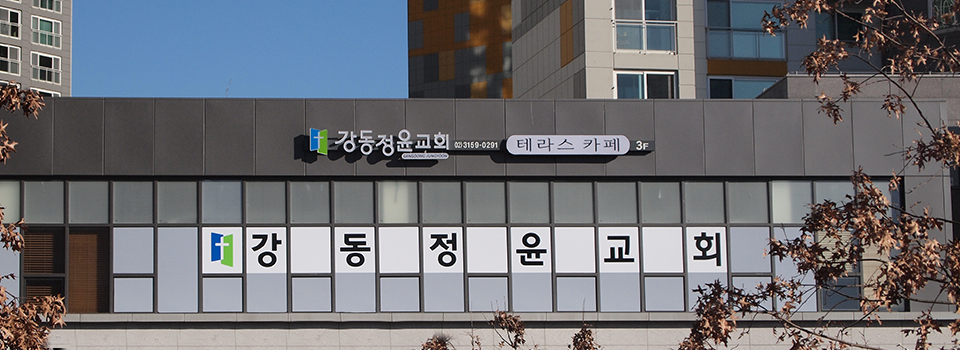 강동정윤교회 02) 3159-0291 테라스 카페 3F
GANGDONG JUNGYOON
강동정윤교회